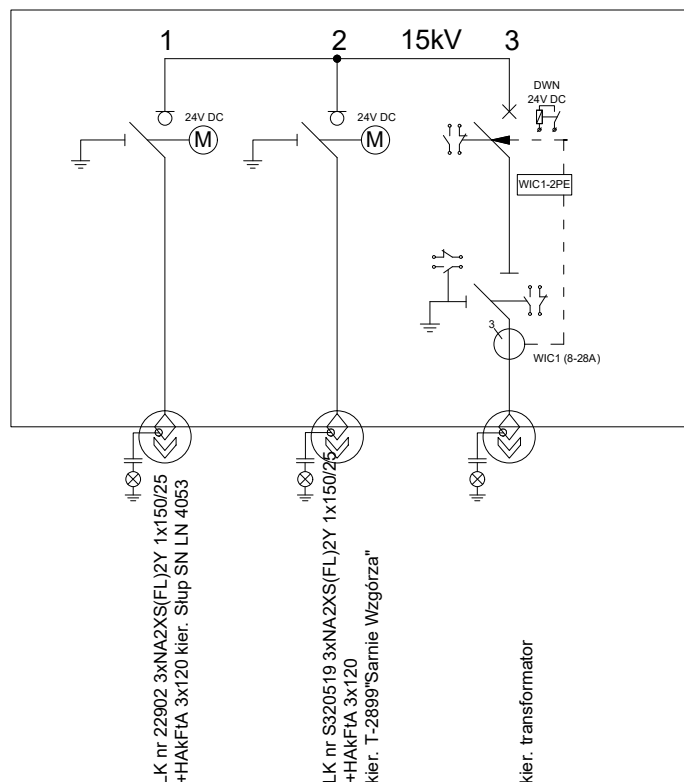 1
2
15kV
3
DWN
24V DC
24V DC
M
24V DC
M
WIC1-2PE
3
WIC1 (8-28A)
LK nr 22902 3xNA2XS(FL)2Y 1x150/25
+HAkFtA 3x120 kier. Słup SN LN 4053
LK nr S320519 3xNA2XS(FL)2Y 1x150/25
+HAkFtA 3x120
kier. T-2899"Sarnie Wzgórza"
kier. transformator